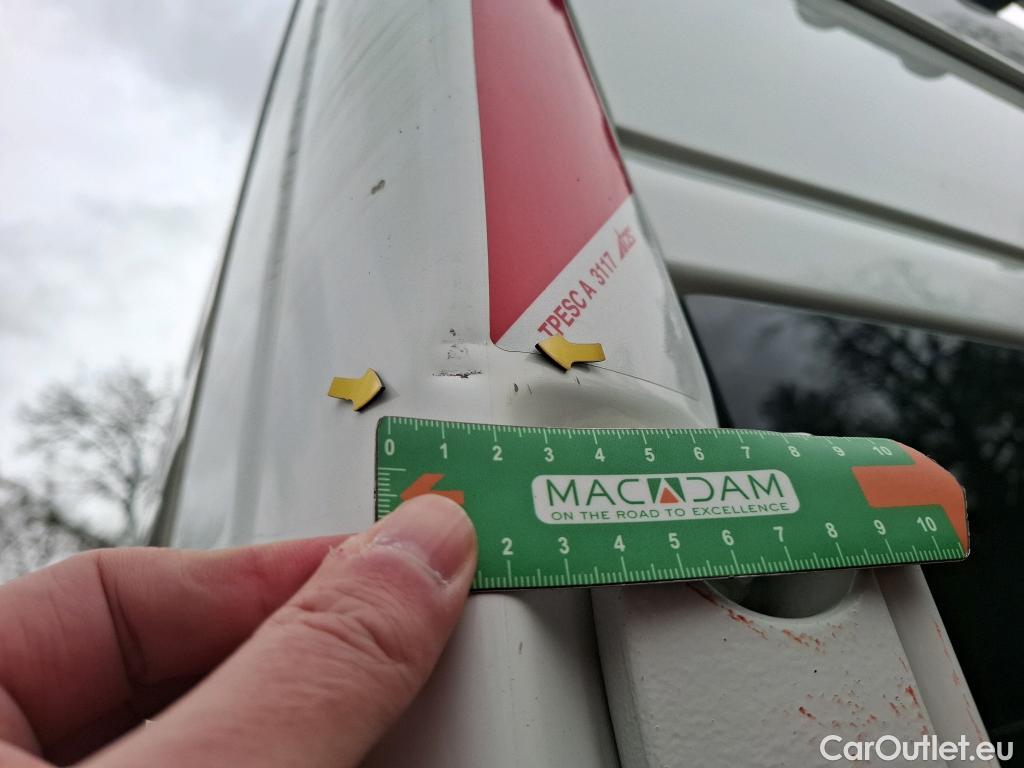 TPESC A 3117
0 1 2 3 4 5 6 7 8 9 10
MACADAM
ON THE ROAD TO EXCELLENCE
2 3 4 5 6 7 8 9 10
CarOutlet.eu